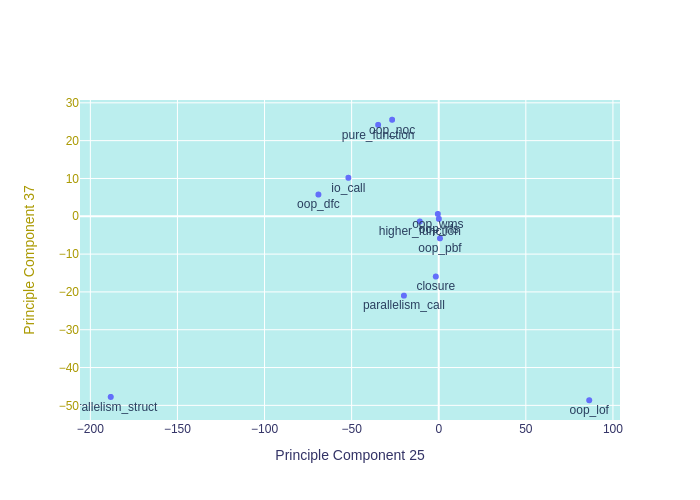 30
20
10
0
−10
−20
−30
−40
−50
Principle Component 37
oop_noc
pure_function
io_call
oop_dfc
oop_wms
higher_function
oop_pbf
closure
parallelism_call
allelism_struct
oop_lof
−200
−150
−100
−50
0
50
100
Principle Component 25